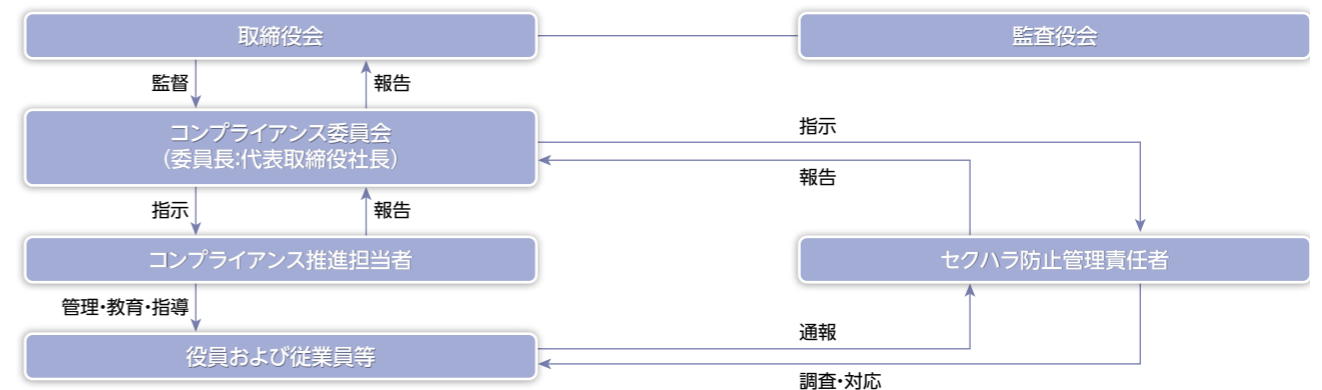 取締役会
監査役会
監督
報告
コンプライアンス委員会
(委員長:代表取締役社長)
指示
報告
指示
報告
コンプライアンス推進担当者
セクハラ防止管理責任者
管理・教育・指導
通報
役員および従業員等
調査・対応